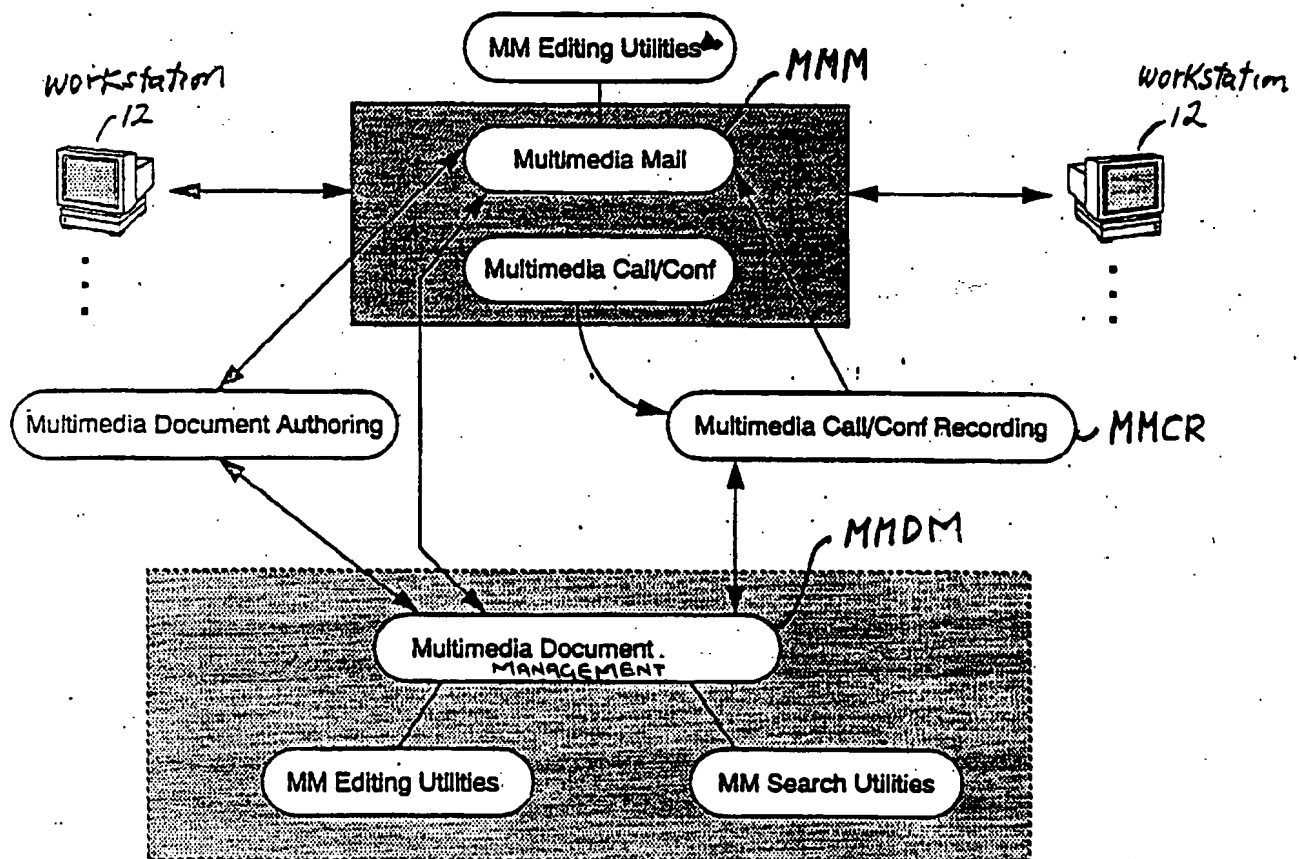 MM Editing Utilities
MMM
workstation
12
workstation
12
Multimedia Mail
Multimedia Call/Conf
Multimedia Document Authoring
Multimedia Call/Conf Recording
MMCR
MMDM
Multimedia Document
MANAGEMENT
MM Editing Utilities
MM Search Utilities